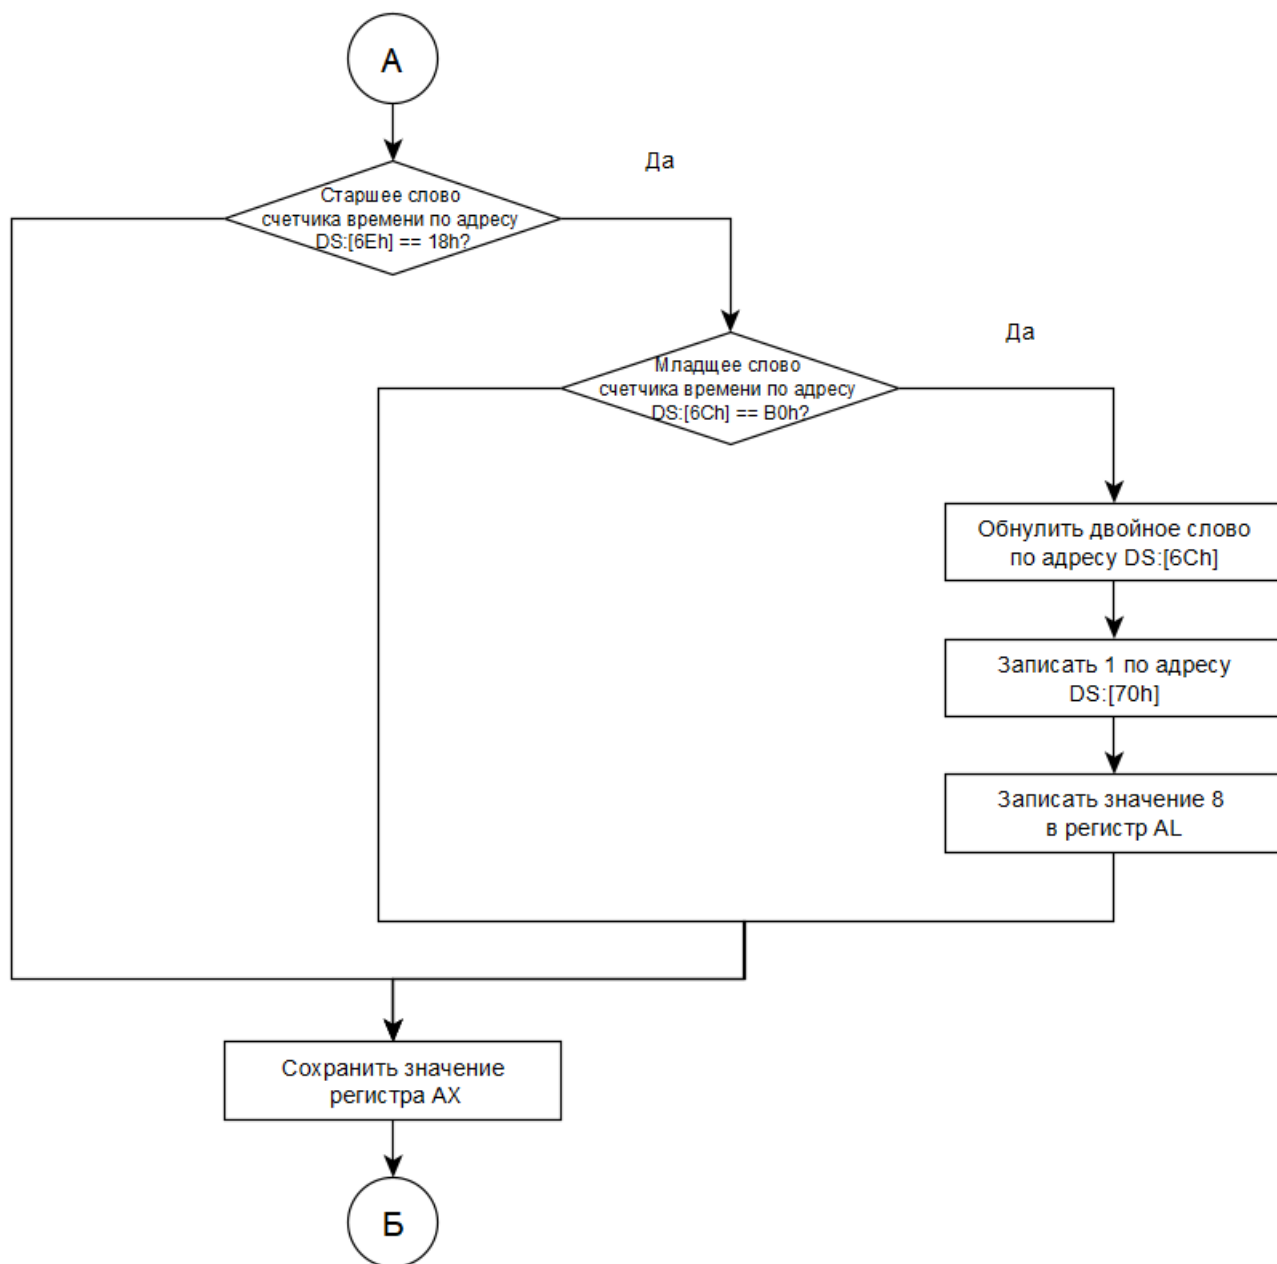 А
Да
Старшее слово
счетчика времени по адресу
DS:[6Eh] == 18h?
Да
Младщее слово
счетчика времени по адресу
DS:[6Ch] == B0h?
Обнулить двойное слово
по адресу DS:[6Ch]
Записать 1 по адресу
DS:[70h]
Записать значение 8
в регистр AL
Сохранить значение
регистра AX
Б